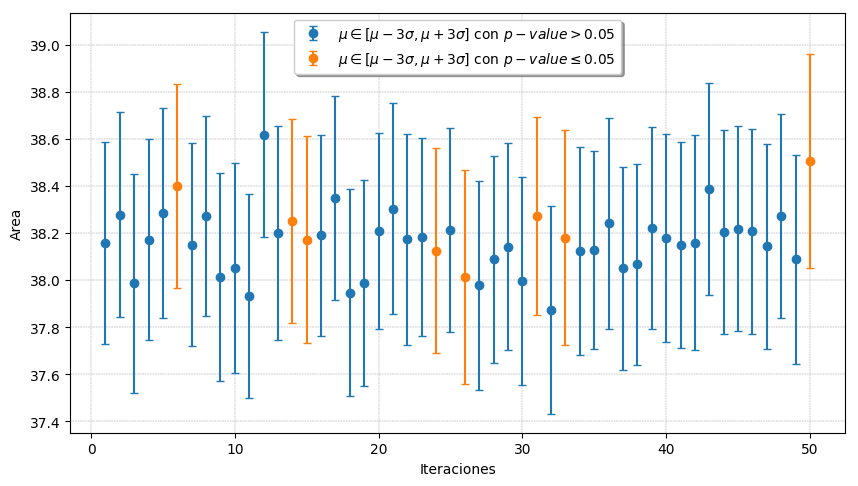 μ ∈ [μ − 3σ, μ + 3σ] con p − value > 0.05
μ ∈ [μ − 3σ, μ + 3σ] con p − value ≤ 0.05
39.0
38.8
38.6
38.4
38.2
38.0
37.8
37.6
37.4
Area
0 10 20 30 40 50
Iteraciones